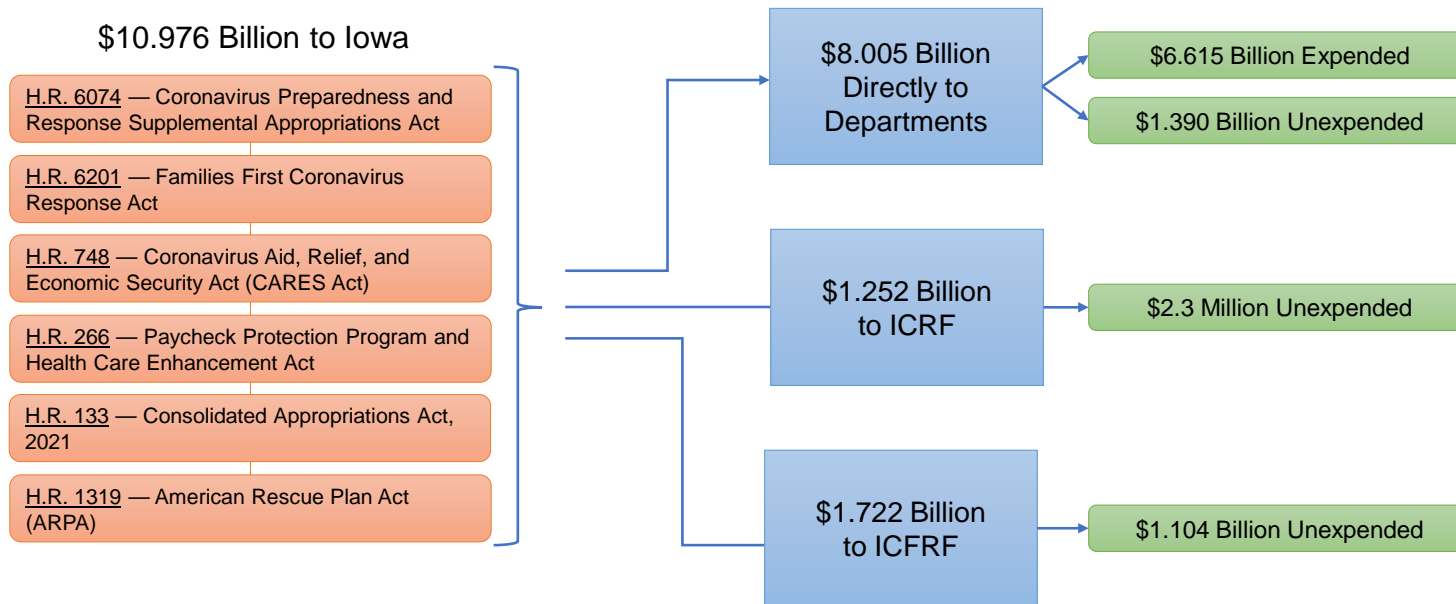 $10.976 Billion to Iowa
H.R. 6074 — Coronavirus Preparedness and
Response Supplemental Appropriations Act
H.R. 6201 — Families First Coronavirus
Response Act
H.R. 748 — Coronavirus Aid, Relief, and
Economic Security Act (CARES Act)
H.R. 266 — Paycheck Protection Program and
Health Care Enhancement Act
H.R. 133 — Consolidated Appropriations Act,
2021
H.R. 1319 — American Rescue Plan Act
(ARPA)
$8.005 Billion
Directly to
Departments
$6.615 Billion Expended
$1.390 Billion Unexpended
$1.252 Billion
to ICRF
$2.3 Million Unexpended
$1.722 Billion
to ICFRF
$1.104 Billion Unexpended